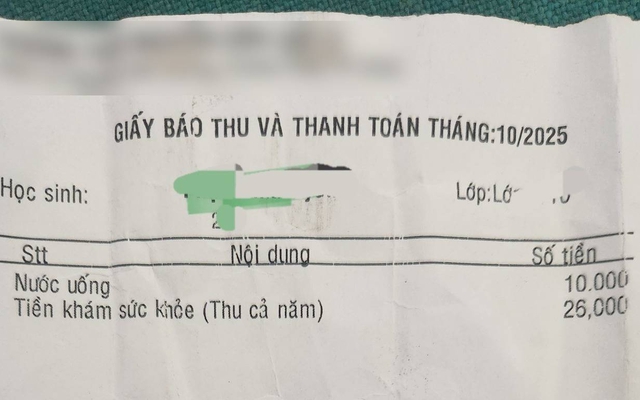 GIẤY BÁO THU VÀ THANH TOÁN THÁNG:10/2025
Học sinh:
Lớp:Lớ
Stt Nội dung Số tiền
Nước uống 10.000
Tiền khám sức khỏe (Thu cả năm) 26,000